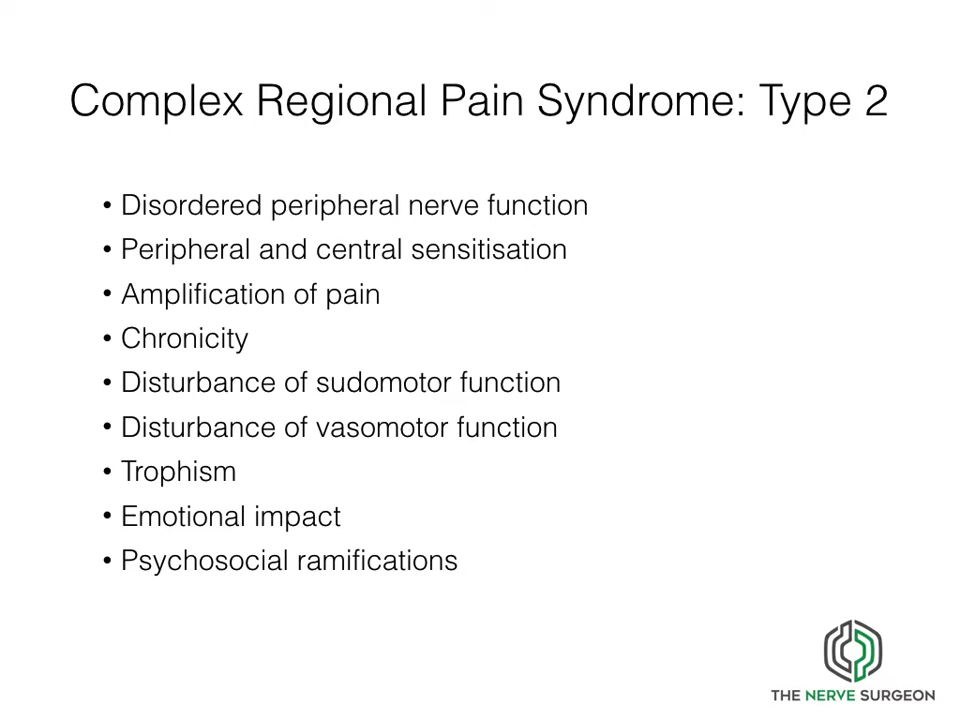 Complex Regional Pain Syndrome: Type 2
• Disordered peripheral nerve function
• Peripheral and central sensitisation
• Amplification of pain
• Chronicity
• Disturbance of sudomotor function
• Disturbance of vasomotor function
• Trophism
• Emotional impact
• Psychosocial ramifications
THE NERVE SURGEON